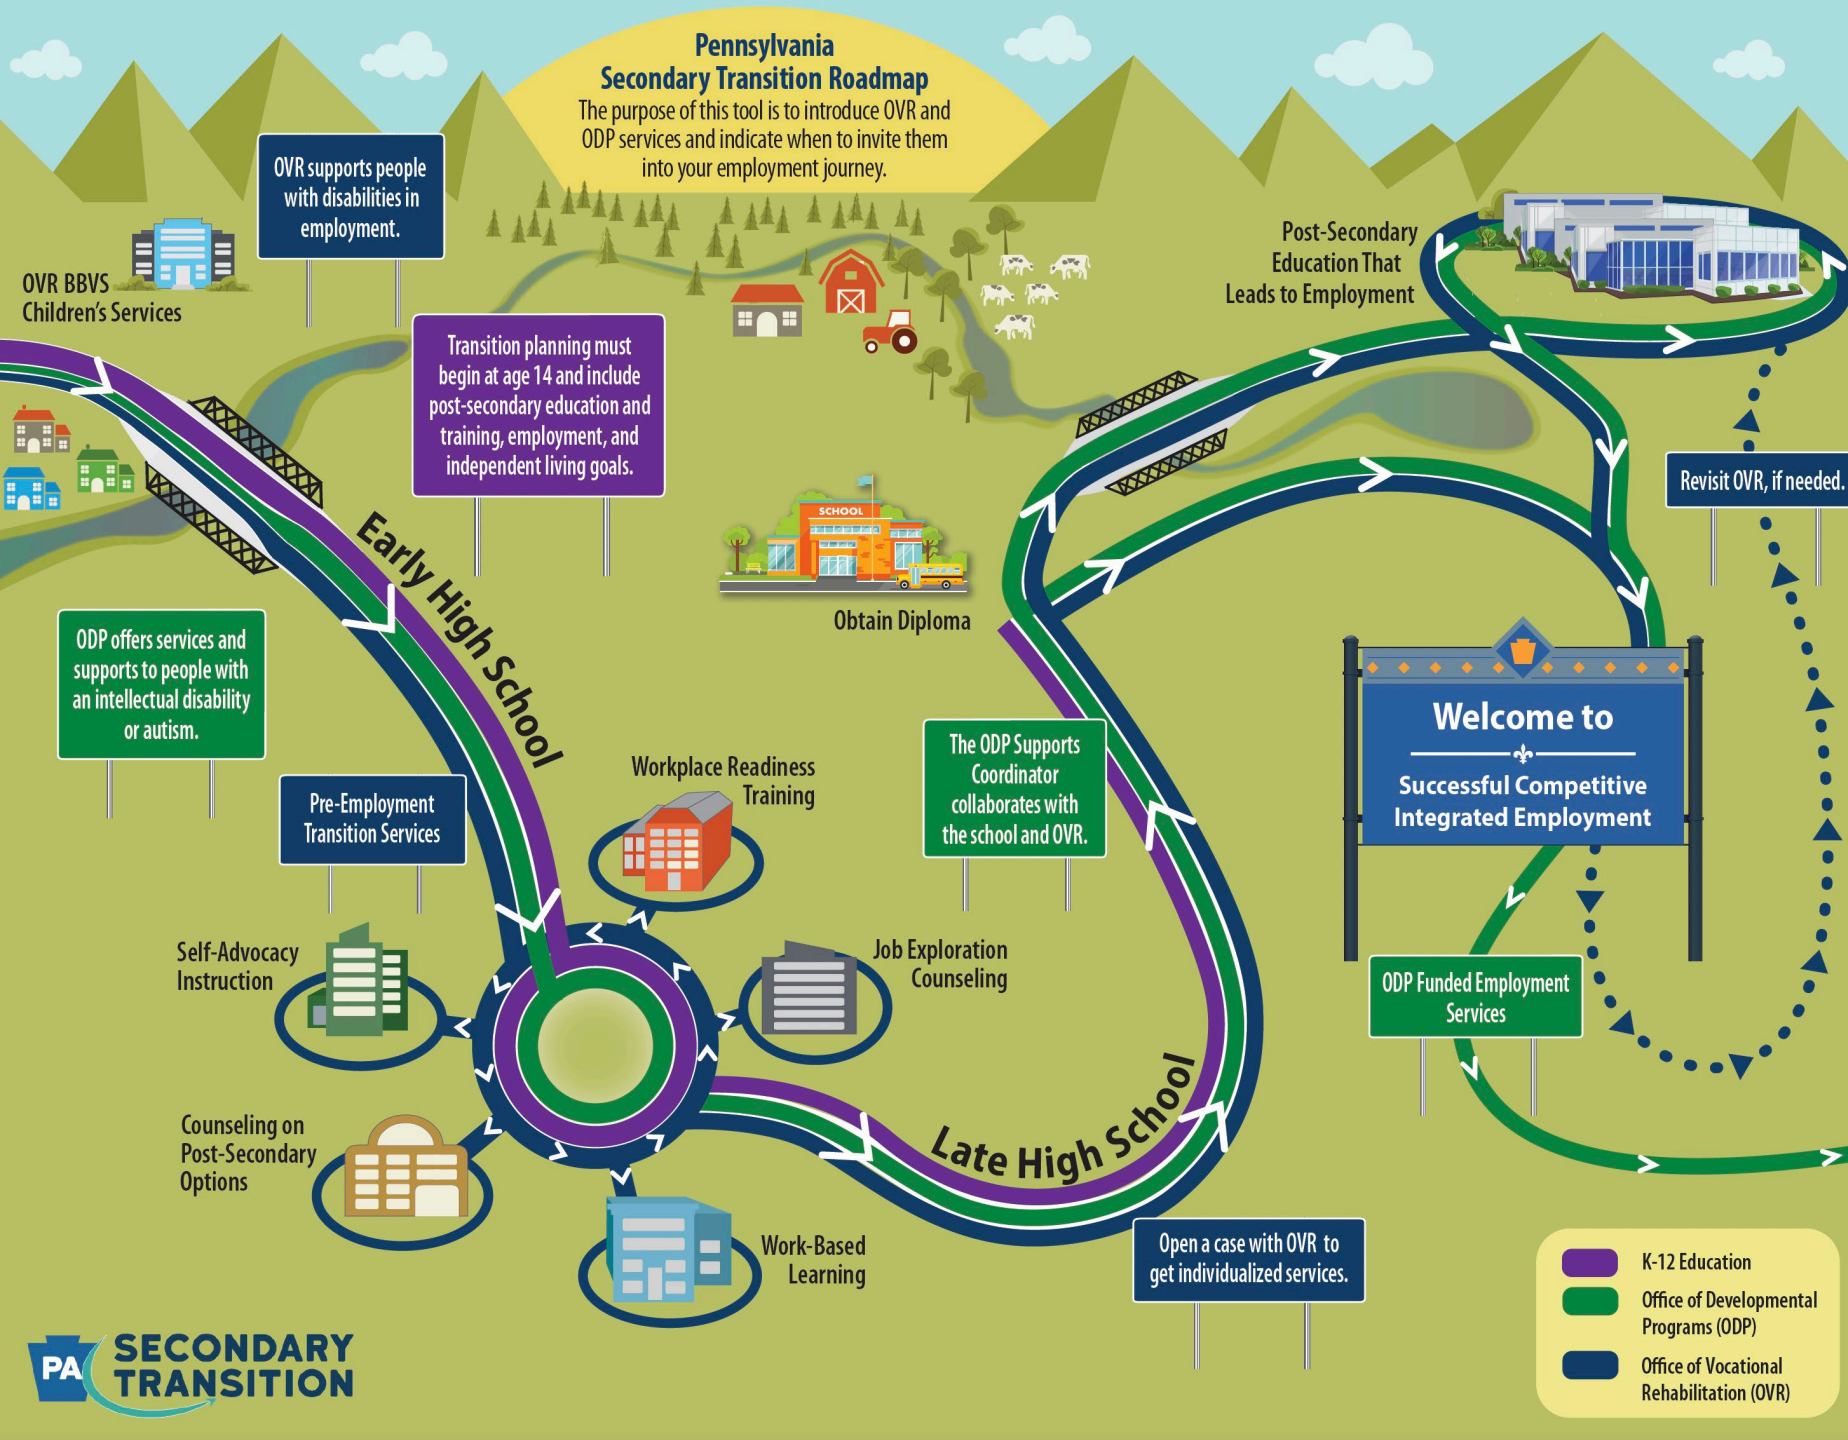 Pennsylvania
Secondary Transition Roadmap
The purpose of this tool is to introduce OVR and
ODP services and indicate when to invite them
into your employment journey.
OVR supports people
with disabilities in
employment.
OVR BBVS
Children's Services
Transition planning must
begin at age 14 and include
post-secondary education and
training, employment, and
independent living goals.
Post-Secondary
Education That
Leads to Employment
Revisit OVR, if needed.
SCHOOL
Obtain Diploma
Early High School
ODP offers services and
supports to people with
an intellectual disability
or autism.
Pre-Employment
Transition Services
Workplace Readiness
Training
The ODP Supports
Coordinator
collaborates with
the school and OVR.
Welcome to
Successful Competitive
Integrated Employment
Self-Advocacy
Instruction
Job Exploration
Counseling
ODP Funded Employment
Services
Counseling on
Post-Secondary
Options
Late High School
Work-Based
Learning
Open a case with OVR to
get individualized services.
K-12 Education
Office of Developmental
Programs (ODP)
Office of Vocational
Rehabilitation (OVR)
PA
SECONDARY
TRANSITION